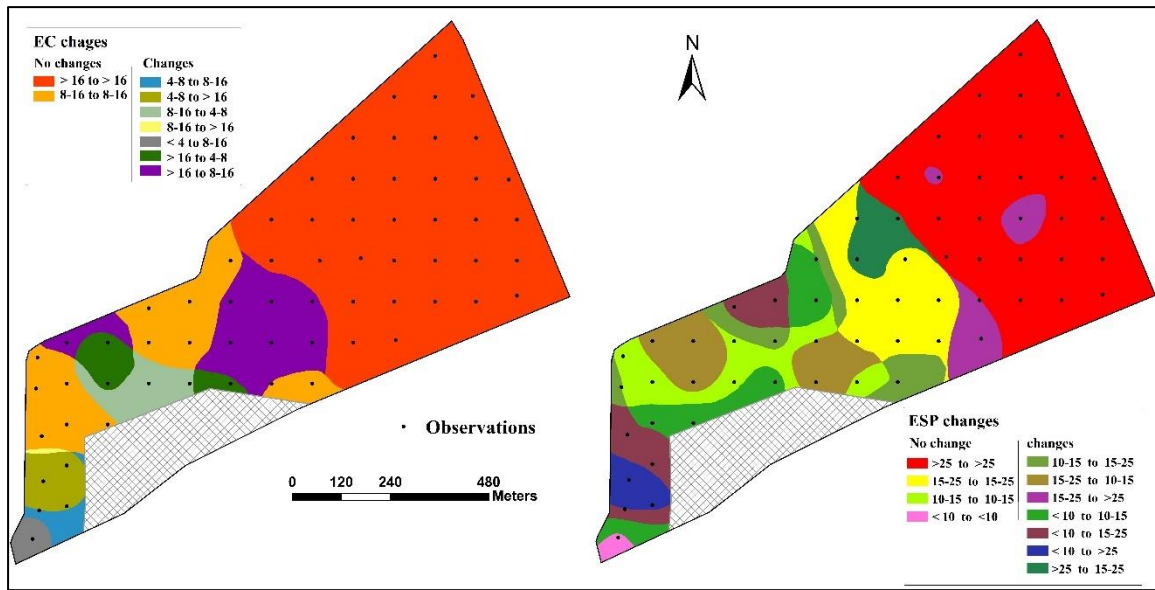 EC chages
No changes
> 16 to > 16
8-16 to 8-16
Changes
4-8 to 8-16
4-8 to > 16
8-16 to 4-8
8-16 to > 16
< 4 to 8-16
> 16 to 4-8
> 16 to 8-16
N
Observations
0 120 240 480
Meters
ESP changes
No change
>25 to >25
15-25 to 15-25
10-15 to 10-15
< 10 to <10
changes
10-15 to 15-25
15-25 to 10-15
15-25 to >25
< 10 to 10-15
< 10 to 15-25
< 10 to >25
>25 to 15-25